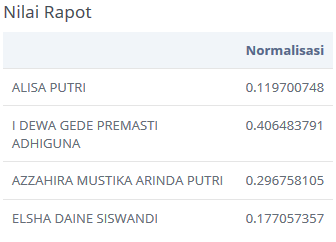 Nilai Rapot
Normalisasi
ALISA PUTRI 0.119700748
I DEWA GEDE PREMASTI 0.406483791
ADHIGUNA
AZZAHIRA MUSTIKA ARINDA PUTRI 0.296758105
ELSHA DAINE SISWANDI 0.177057357